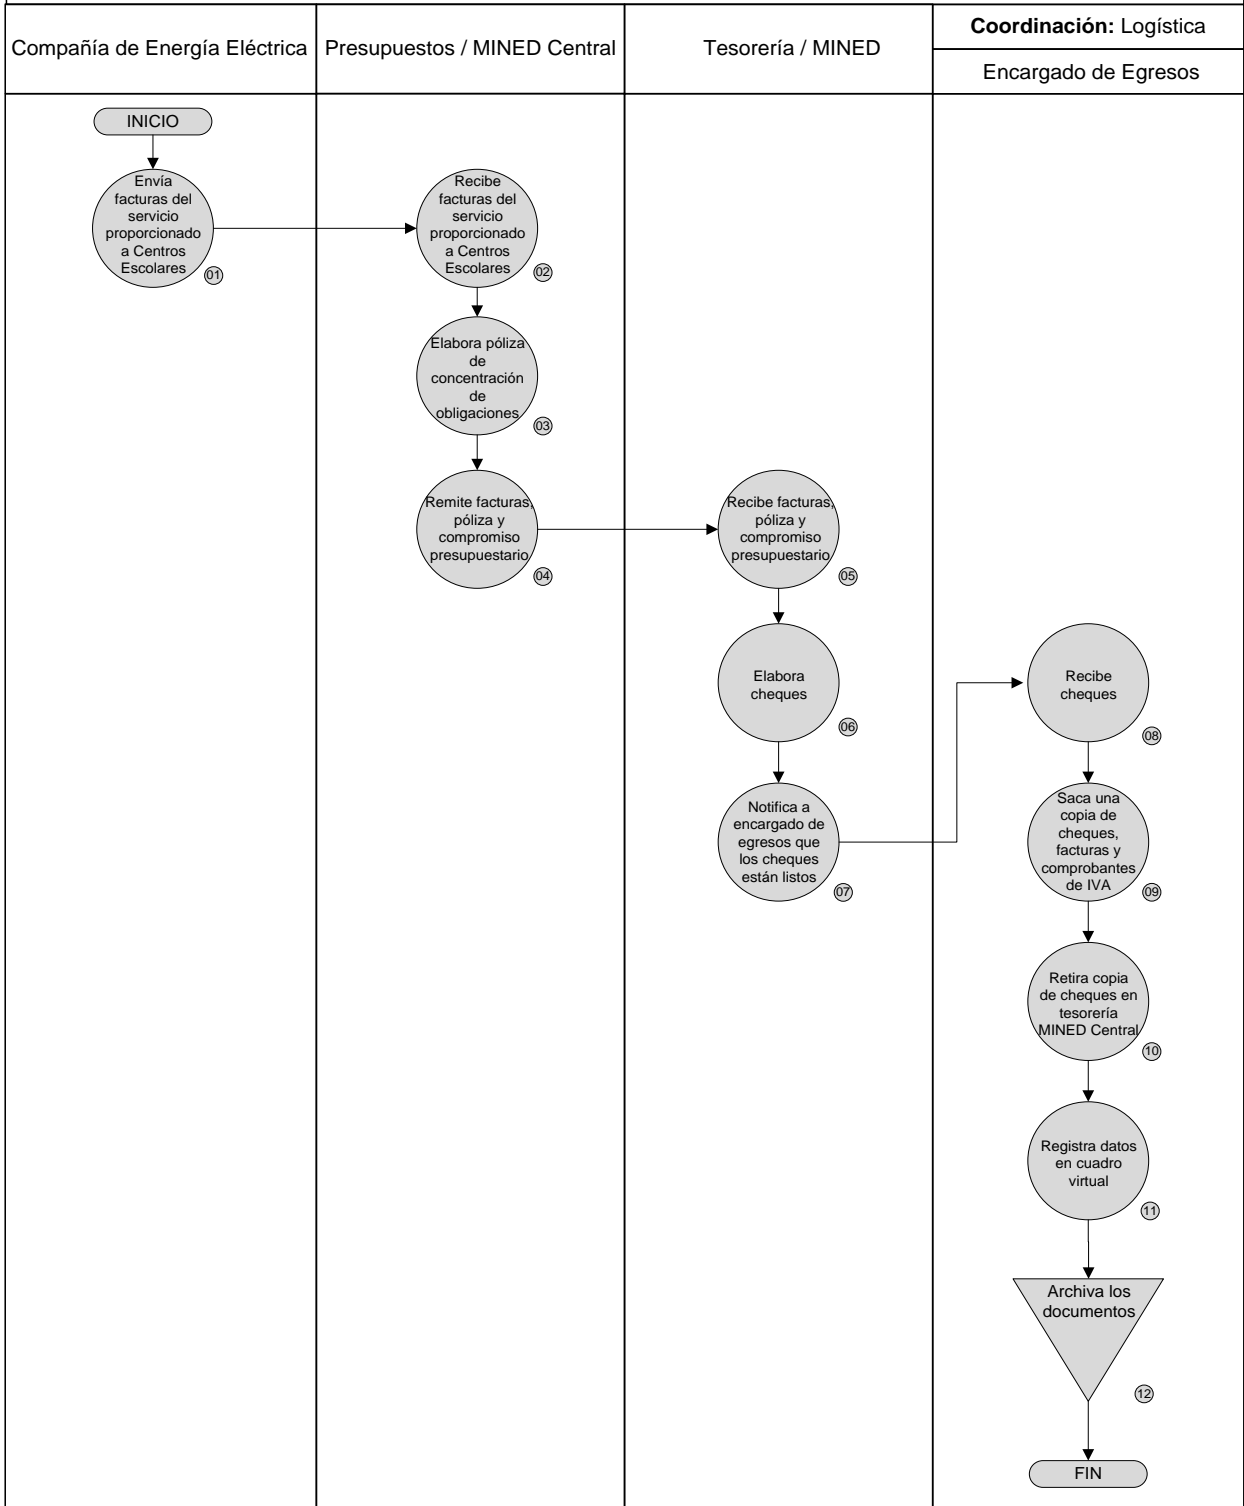 Compañía de Energía Eléctrica
Presupuestos / MINED Central
Tesorería / MINED
Coordinación: Logística
Encargado de Egresos
INICIO
Envía
facturas del
servicio
proporcionado
a Centros
Escolares
01
Recibe
facturas del
servicio
proporcionado
a Centros
Escolares
02
Elabora póliza
de
concentración
de
obligaciones
03
Remite facturas,
póliza y
compromiso
presupuestario
04
Recibe facturas,
póliza y
compromiso
presupuestario
05
Elabora
cheques
06
Notifica a
encargado de
egresos que
los cheques
están listos
07
Recibe
cheques
08
Saca una
copia de
cheques,
facturas y
comprobantes
de IVA
09
Retira copia
de cheques en
tesorería
MINED Central
10
Registra datos
en cuadro
virtual
11
Archiva los
documentos
12
FIN